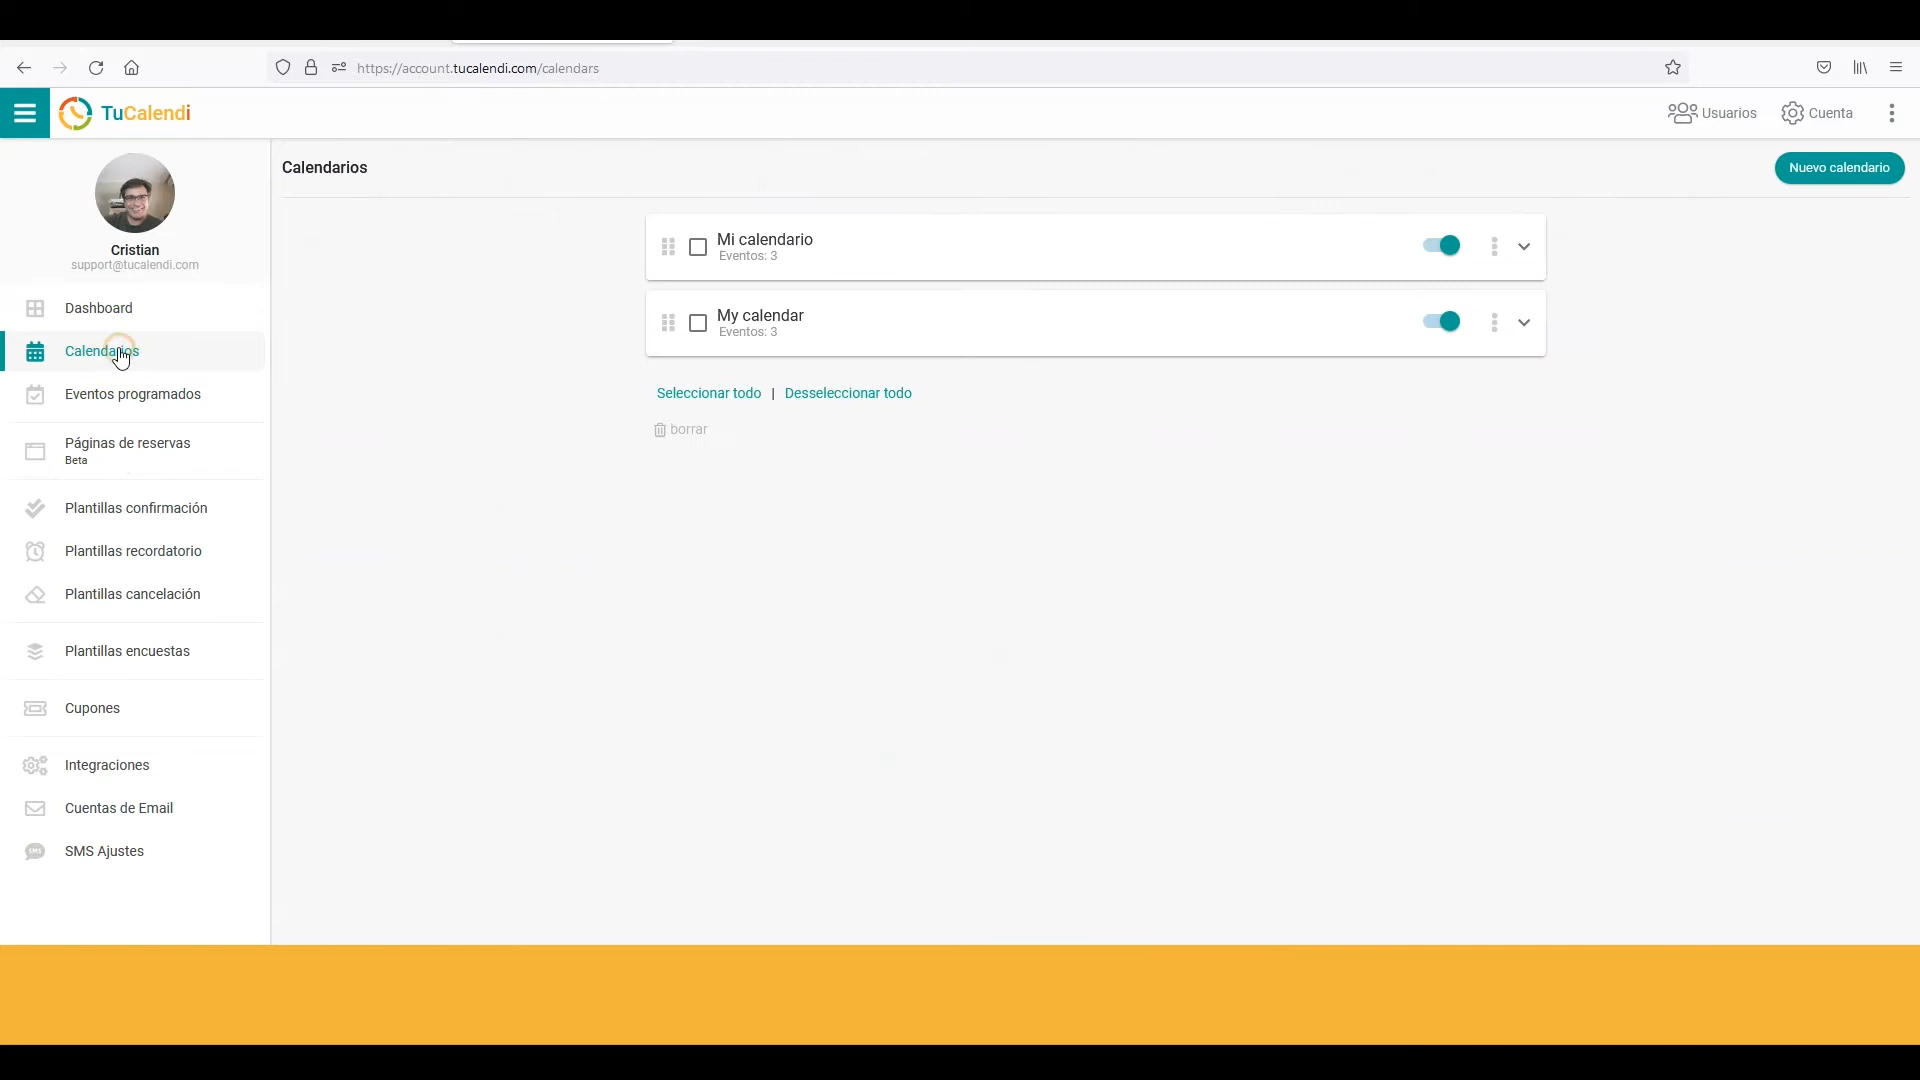 https://account.tucalendi.com/calendars
TuCalendi
Usuarios
Cuenta
Calendarios
Nuevo calendario
Cristian
support@tucalendi.com
Dashboard
Calendarios
Eventos programados
Páginas de reservas
Beta
Plantillas confirmación
Plantillas recordatorio
Plantillas cancelación
Plantillas encuestas
Cupones
Integraciones
Cuentas de Email
SMS
SMS Ajustes
Mi calendario
Eventos: 3
My calendar
Eventos: 3
Seleccionar todo | Desseleccionar todo
borrar